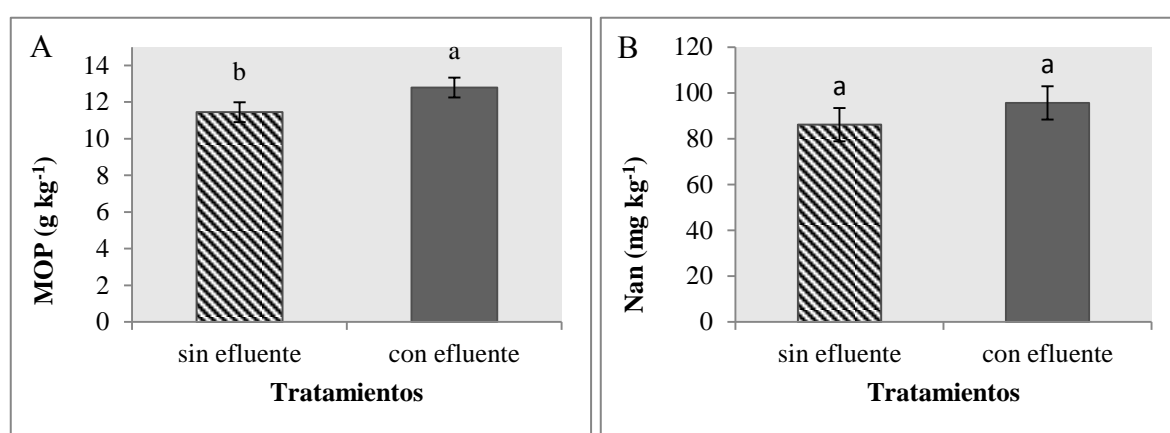 A
MOP (g kg⁻¹)
14
12
10
8
6
4
2
0
b
a
sin efluente
con efluente
Tratamientos
B
Nan (mg kg⁻¹)
120
100
80
60
40
20
0
a
a
sin efluente
con efluente
Tratamientos